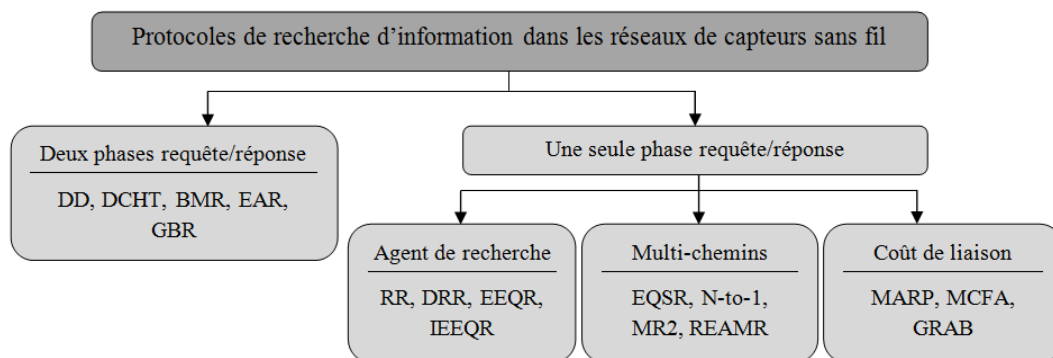 Protocoles de recherche d'information dans les réseaux de capteurs sans fil
Deux phases requête/réponse
DD, DCHT, BMR, EAR,
GBR
Une seule phase requête/réponse
Agent de recherche
RR, DRR, EEQR,
IEEQR
Multi-chemins
EQSR, N-to-1,
MR2, REAMR
Coût de liaison
MARP, MCFA,
GRAB